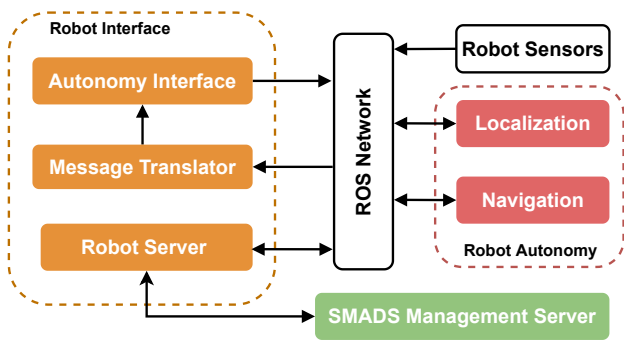 Robot Interface
Autonomy Interface
Message Translator
Robot Server
ROS Network
Robot Sensors
Localization
Navigation
Robot Autonomy
SMADS Management Server